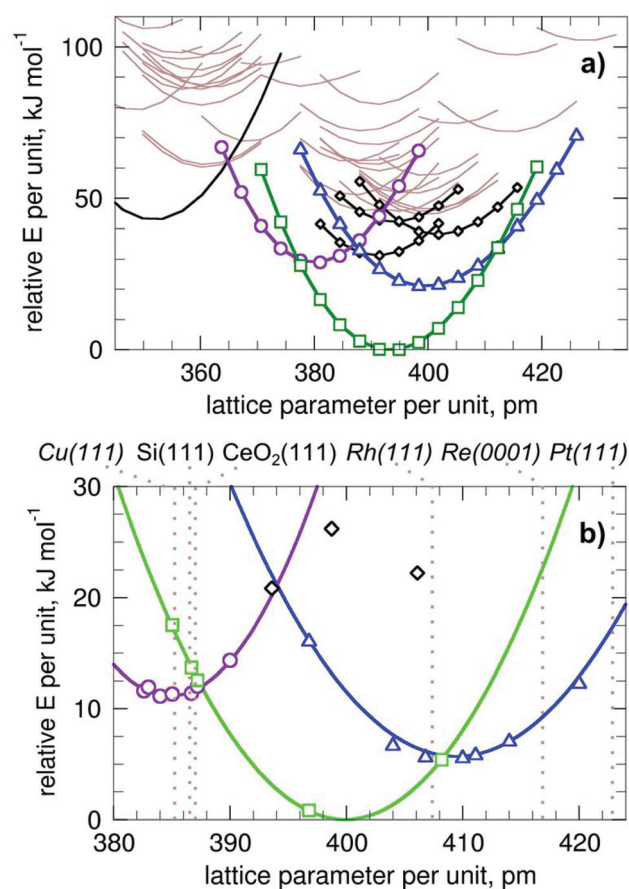 a)
relative E per unit, kJ mol⁻¹
100
50
0
360 380 400 420
lattice parameter per unit, pm
Cu(111) Si(111) CeO₂(111) Rh(111) Re(0001) Pt(111)
b)
relative E per unit, kJ mol⁻¹
30
20
10
0
380 390 400 410 420
lattice parameter per unit, pm